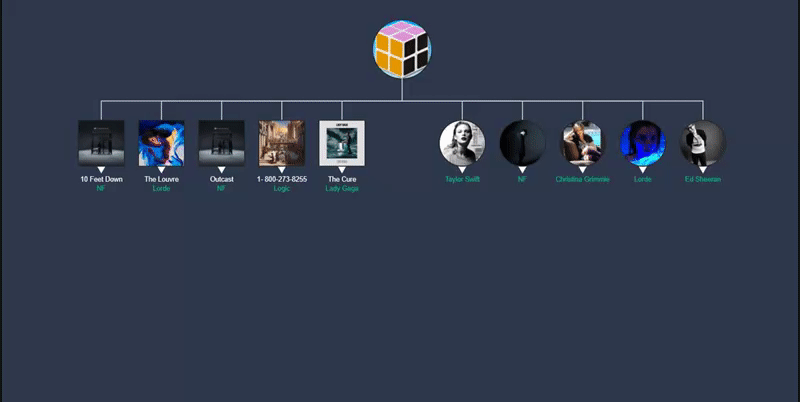 10 Feet Down
NF
The Louvre
Lorde
Outcast
NF
1-800-273-8255
Logic
The Cure
Lady Gaga
Taylor Swift
NF
Christina Grimmie
Lorde
Ed Sheeran